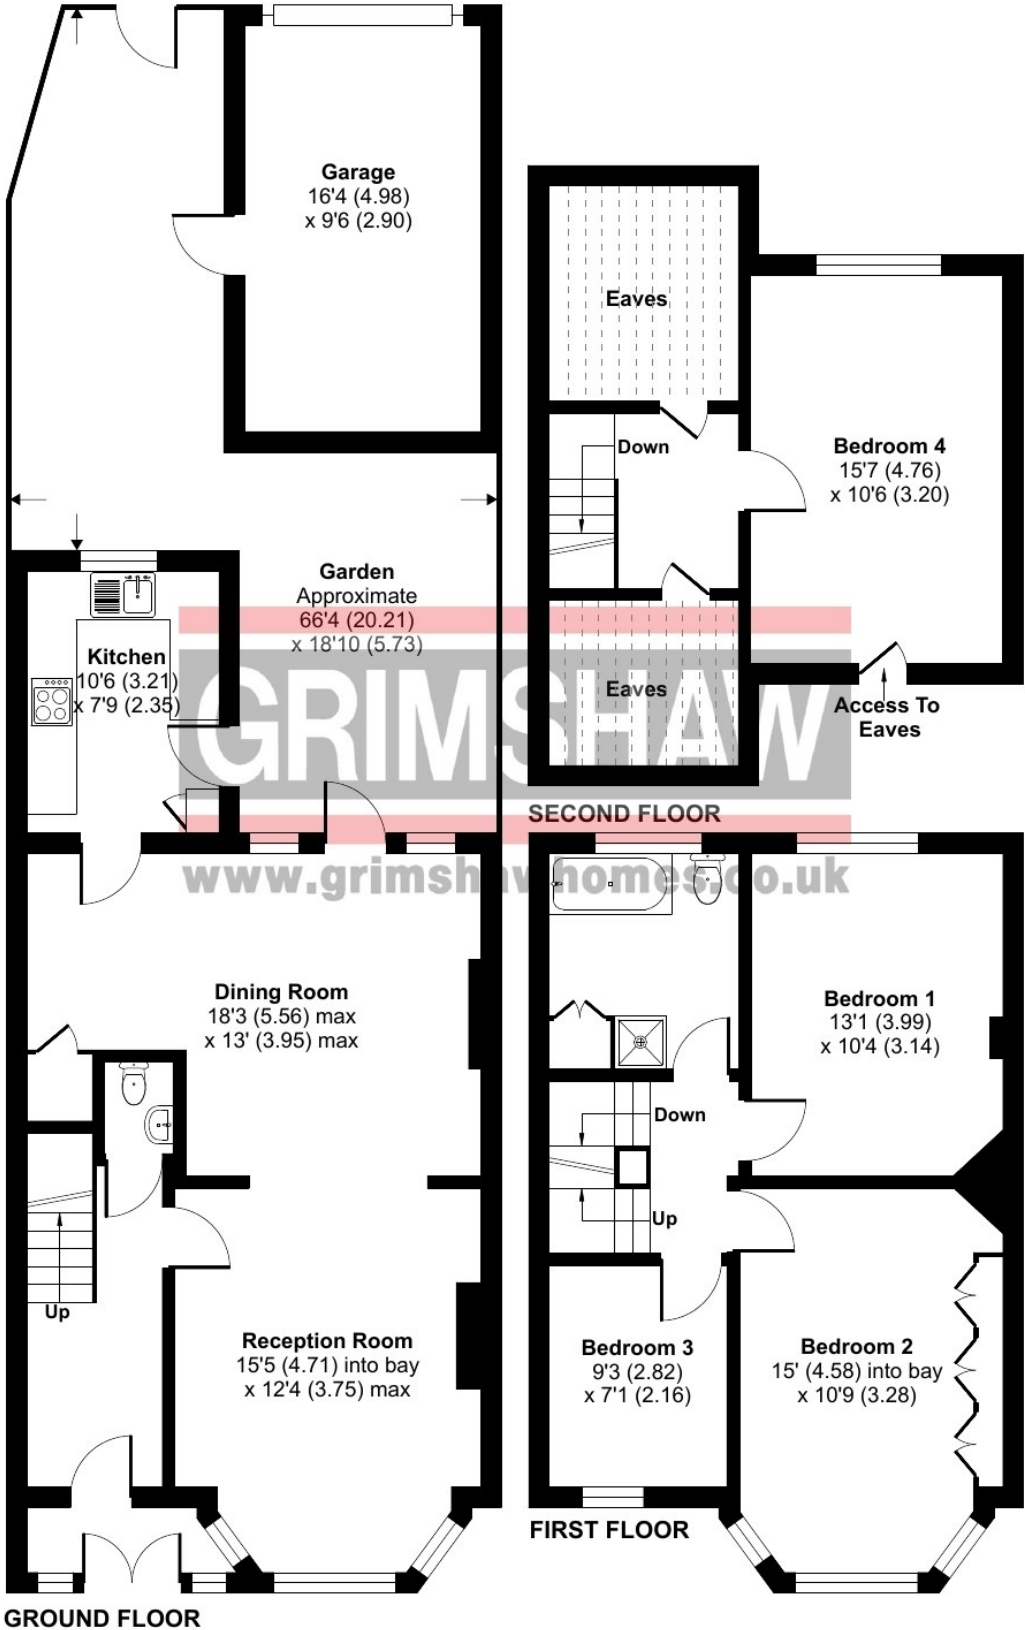 Garage
16'4 (4.98)
x 9'6 (2.90)
Eaves
Down
Bedroom 4
15'7 (4.76)
x 10'6 (3.20)
Garden
Approximate
66'4 (20.21)
x 18'10 (5.73)
Kitchen
10'6 (3.21)
x 7'9 (2.35)
Eaves
Access To
Eaves
GRIMSHAW
SECOND FLOOR
www.grimshawhomes.co.uk
Dining Room
18'3 (5.56) max
x 13' (3.95) max
Bedroom 1
13'1 (3.99)
x 10'4 (3.14)
Down
Up
Up
Reception Room
15'5 (4.71) into bay
x 12'4 (3.75) max
Bedroom 3
9'3 (2.82)
x 7'1 (2.16)
Bedroom 2
15' (4.58) into bay
x 10'9 (3.28)
FIRST FLOOR
GROUND FLOOR